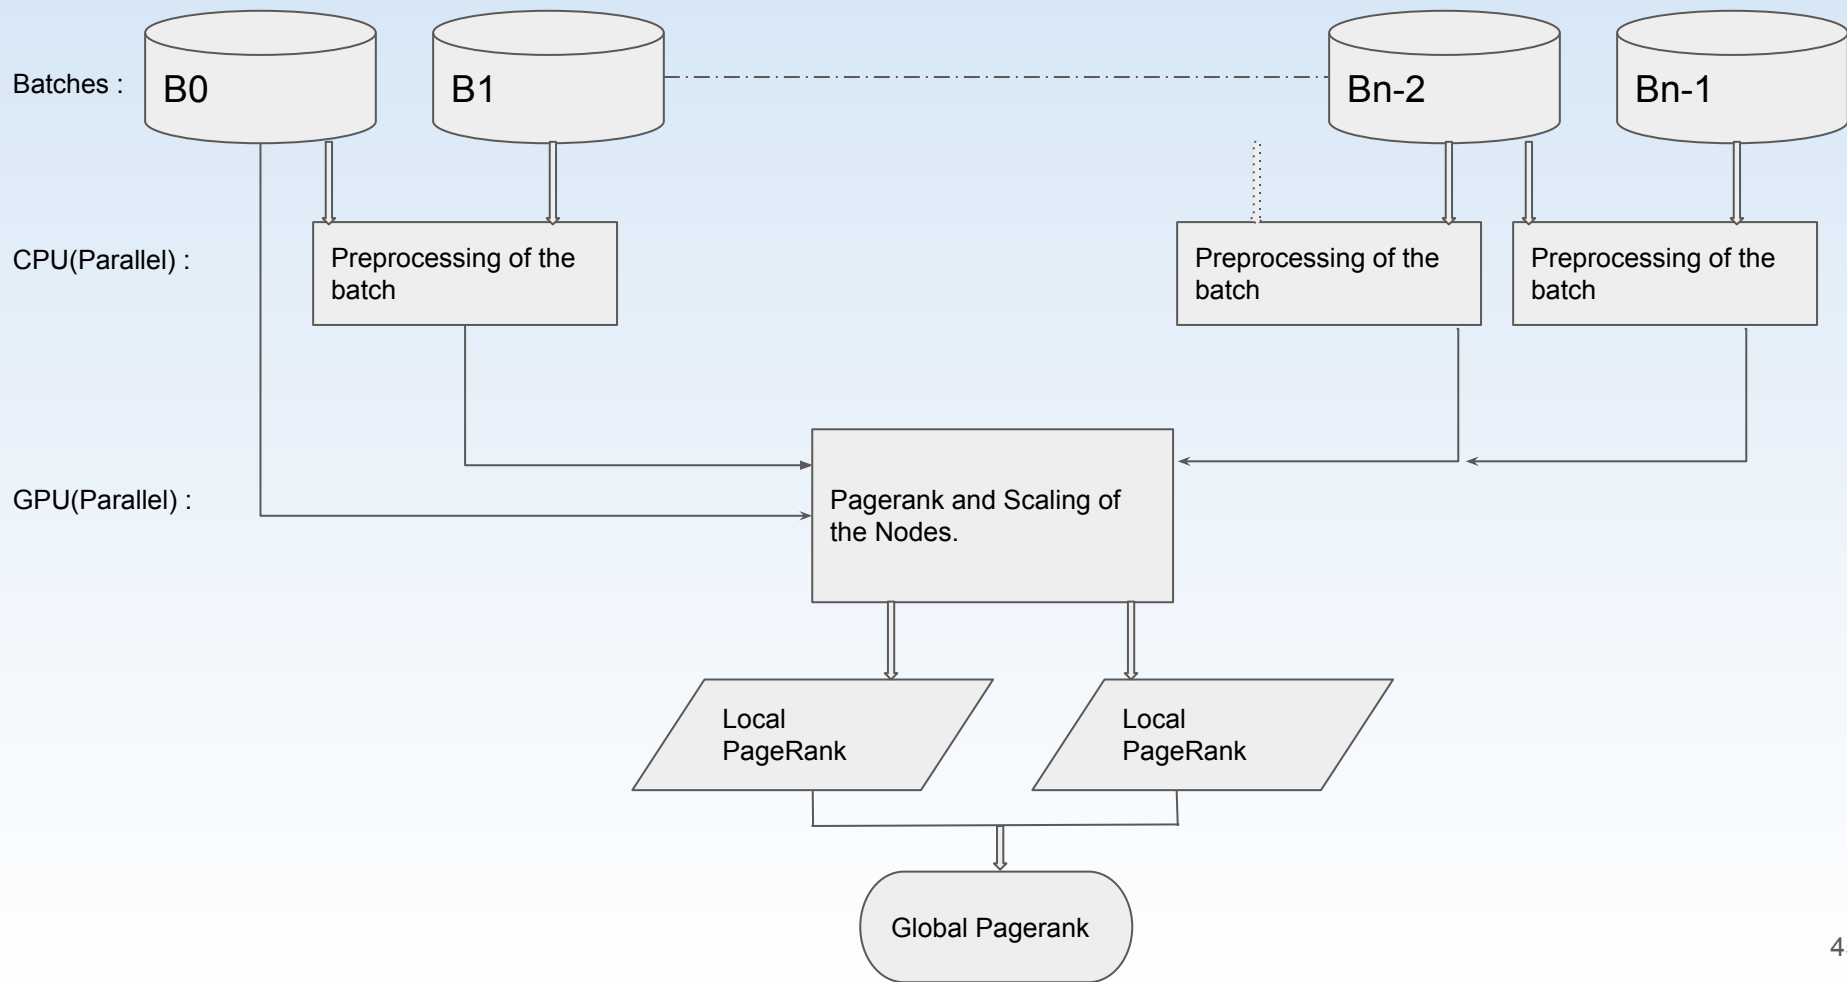 Batches :
B0
B1
Bn-2
Bn-1
CPU(Parallel) :
Preprocessing of the
batch
Preprocessing of the
batch
Preprocessing of the
batch
GPU(Parallel) :
Pagerank and Scaling of
the Nodes.
Local
PageRank
Local
PageRank
Global Pagerank